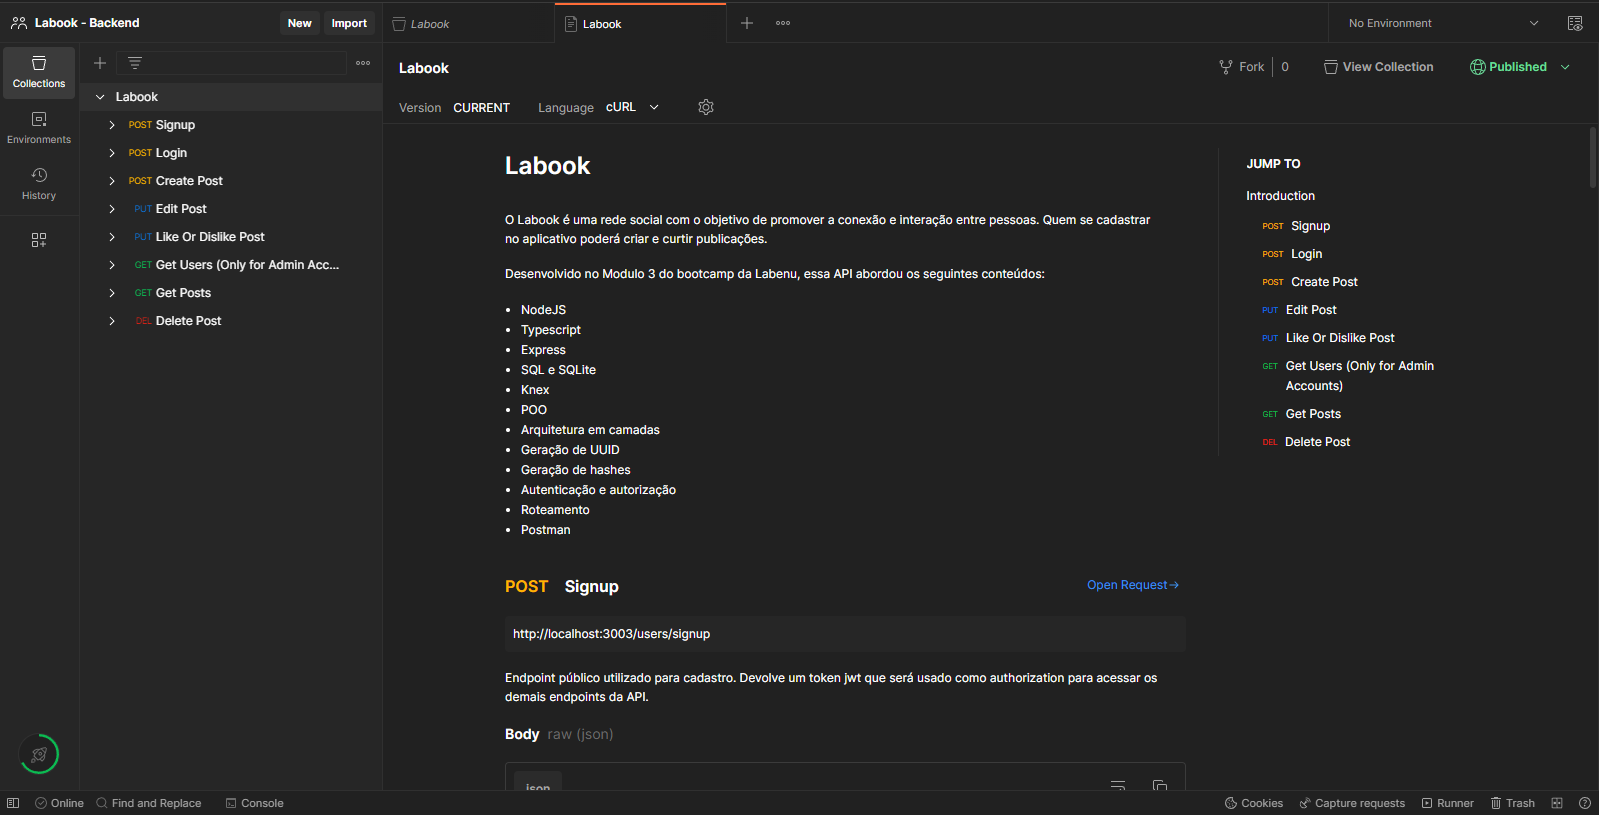 Labook - Backend
New
Import
Labook
Labook
No Environment
Collections
Environments
History
Labook
POST Signup
POST Login
POST Create Post
PUT Edit Post
PUT Like Or Dislike Post
GET Users (Only for Admin Acc...
GET Get Posts
DEL Delete Post
Labook
Fork 0
View Collection
Published
Version CURRENT
Language cURL
Labook
O Labook é uma rede social com o objetivo de promover a conexão e interação entre pessoas. Quem se cadastrar
no aplicativo poderá criar e curtir publicações.
Desenvolvido no Modulo 3 do bootcamp da Labenu, essa API abordou os seguintes conteúdos:
NodeJS
Typescript
Express
SQL e SQLite
Knex
POO
Arquitetura em camadas
Geração de UUID
Geração de hashes
Autenticação e autorização
Roteamento
Postman
POST Signup
Open Request→
http://localhost:3003/users/signup
Endpoint público utilizado para cadastro. Devolve um token jwt que será usado como authorization para acessar os
demais endpoints da API.
Body raw (json)
json
JUMP TO
Introduction
POST Signup
POST Login
POST Create Post
PUT Edit Post
PUT Like Or Dislike Post
GET Get Users (Only for Admin
Accounts)
GET Get Posts
DEL Delete Post
Online
Find and Replace
Console
Cookies
Capture requests
Runner
Trash